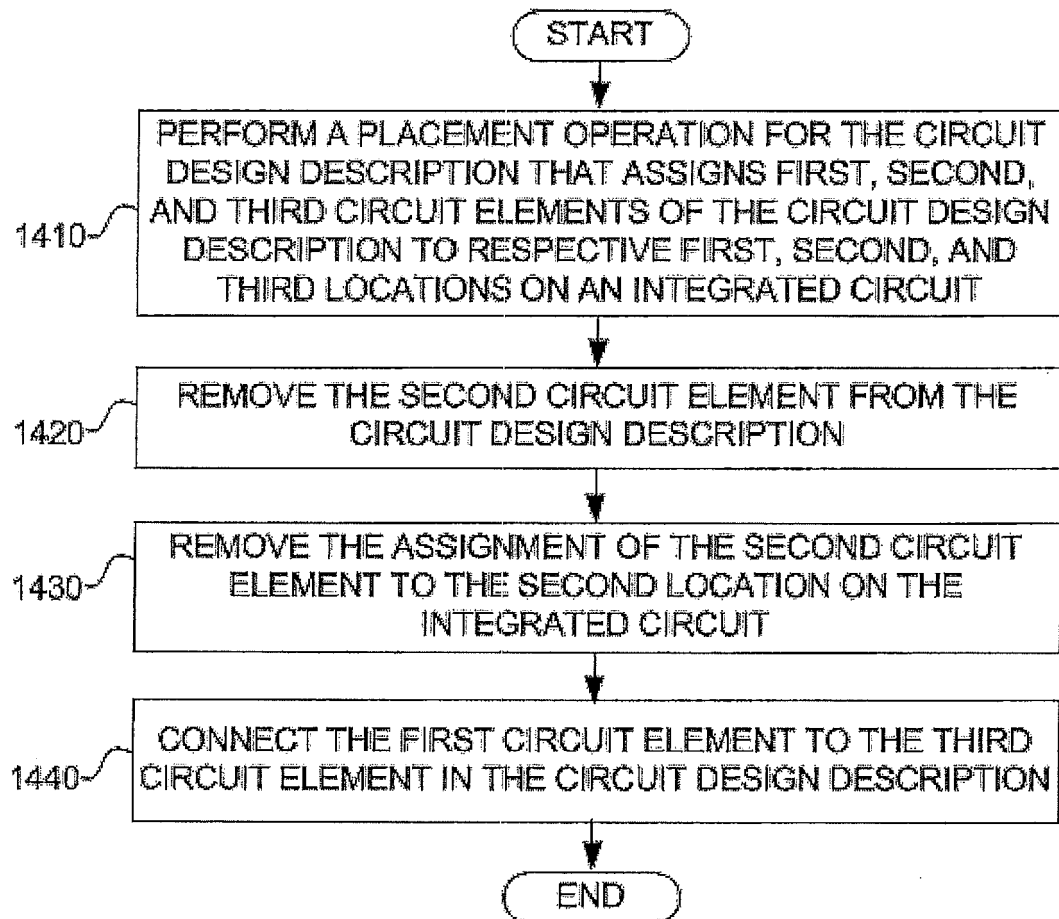 START
PERFORM A PLACEMENT OPERATION FOR THE CIRCUIT
DESIGN DESCRIPTION THAT ASSIGNS FIRST, SECOND,
AND THIRD CIRCUIT ELEMENTS OF THE CIRCUIT DESIGN
DESCRIPTION TO RESPECTIVE FIRST, SECOND, AND
THIRD LOCATIONS ON AN INTEGRATED CIRCUIT
1410
REMOVE THE SECOND CIRCUIT ELEMENT FROM THE
CIRCUIT DESIGN DESCRIPTION
1420
REMOVE THE ASSIGNMENT OF THE SECOND CIRCUIT
ELEMENT TO THE SECOND LOCATION ON THE
INTEGRATED CIRCUIT
1430
CONNECT THE FIRST CIRCUIT ELEMENT TO THE THIRD
CIRCUIT ELEMENT IN THE CIRCUIT DESIGN DESCRIPTION
1440
END